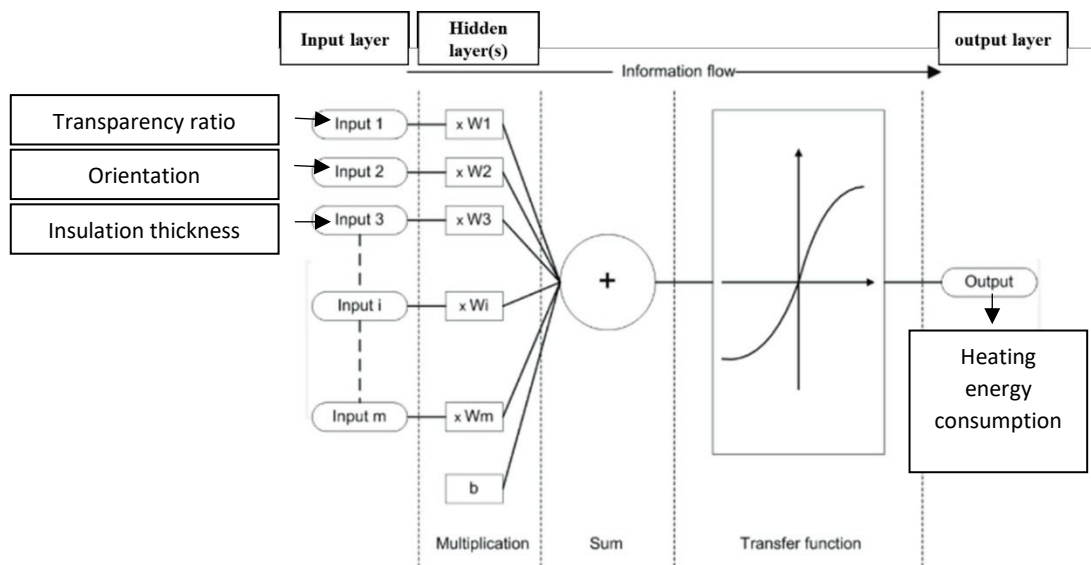 Input layer
Hidden
layer(s)
output layer
Information flow
Transparency ratio
Input 1
x W1
Orientation
Input 2
x W2
Insulation thickness
Input 3
x W3
+
Input i
x Wi
Output
Heating
energy
consumption
Input m
x Wm
b
Multiplication
Sum
Transfer function